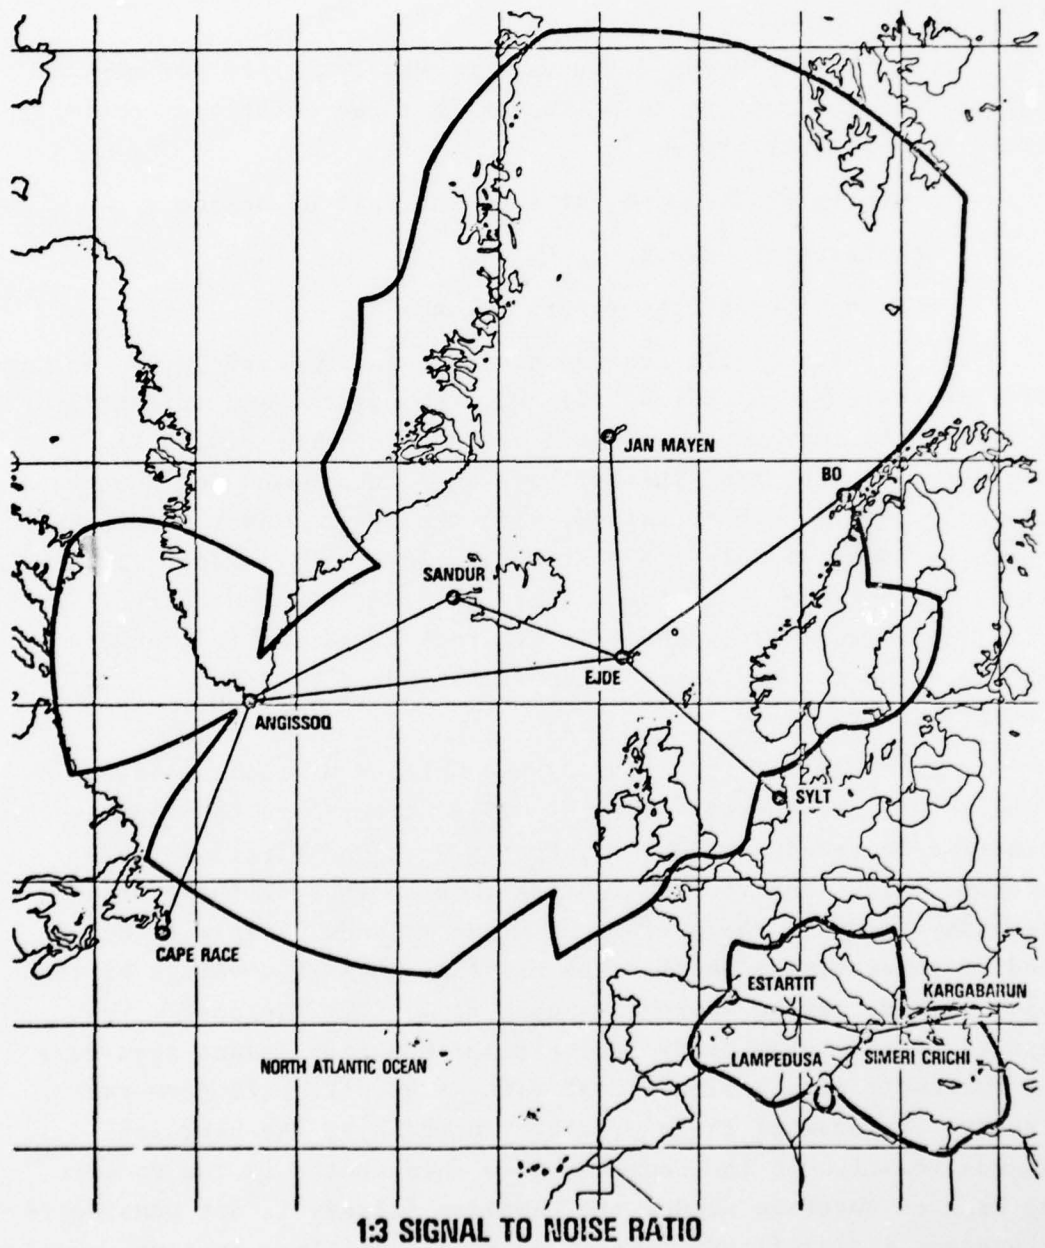 JAN MAYEN
BO
SANDUR
EJDE
ANGISSOQ
SYLT
CAPE RACE
ESTARTIT
KARGABARUN
LAMPEDUSA
SIMERI CRICHI
NORTH ATLANTIC OCEAN
1:3 SIGNAL TO NOISE RATIO